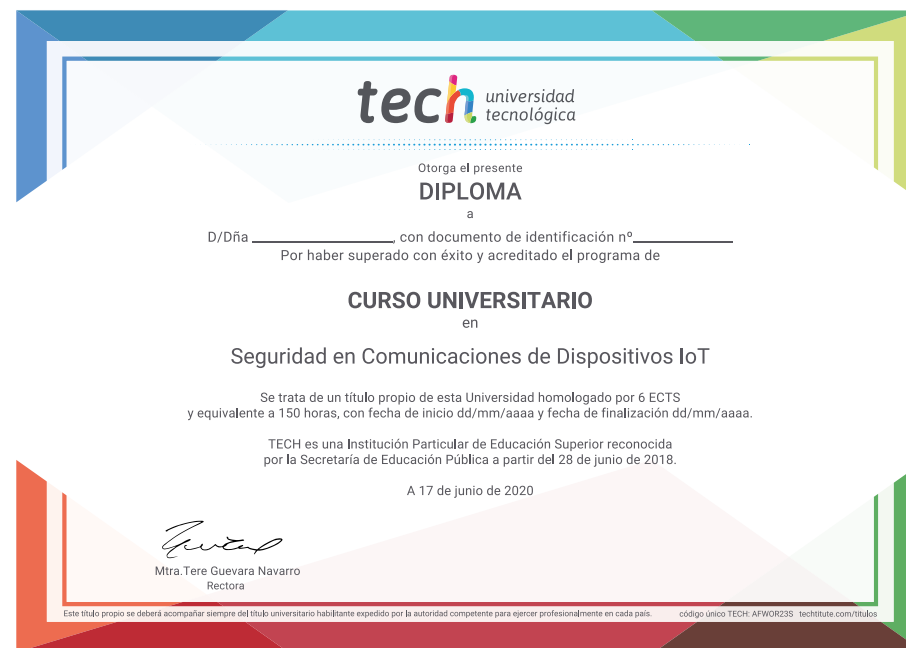 tech universidad
tecnológica
Otorga el presente
DIPLOMA
a
D/Dña ____________________, con documento de identificación nº______________
Por haber superado con éxito y acreditado el programa de
CURSO UNIVERSITARIO
en
Seguridad en Comunicaciones de Dispositivos IoT
Se trata de un título propio de esta Universidad homologado por 6 ECTS
y equivalente a 150 horas, con fecha de inicio dd/mm/aaaa y fecha de finalización dd/mm/aaaa.
TECH es una Institución Particular de Educación Superior reconocida
por la Secretaría de Educación Pública a partir del 28 de junio de 2018.
A 17 de junio de 2020
Mtra.Tere Guevara Navarro
Rectora
Este título propio se deberá acompañar siempre del título universitario habilitante expedido por la autoridad competente para ejercer profesionalmente en cada país. código único TECH: AFWOR23S techtitute.com/titulos